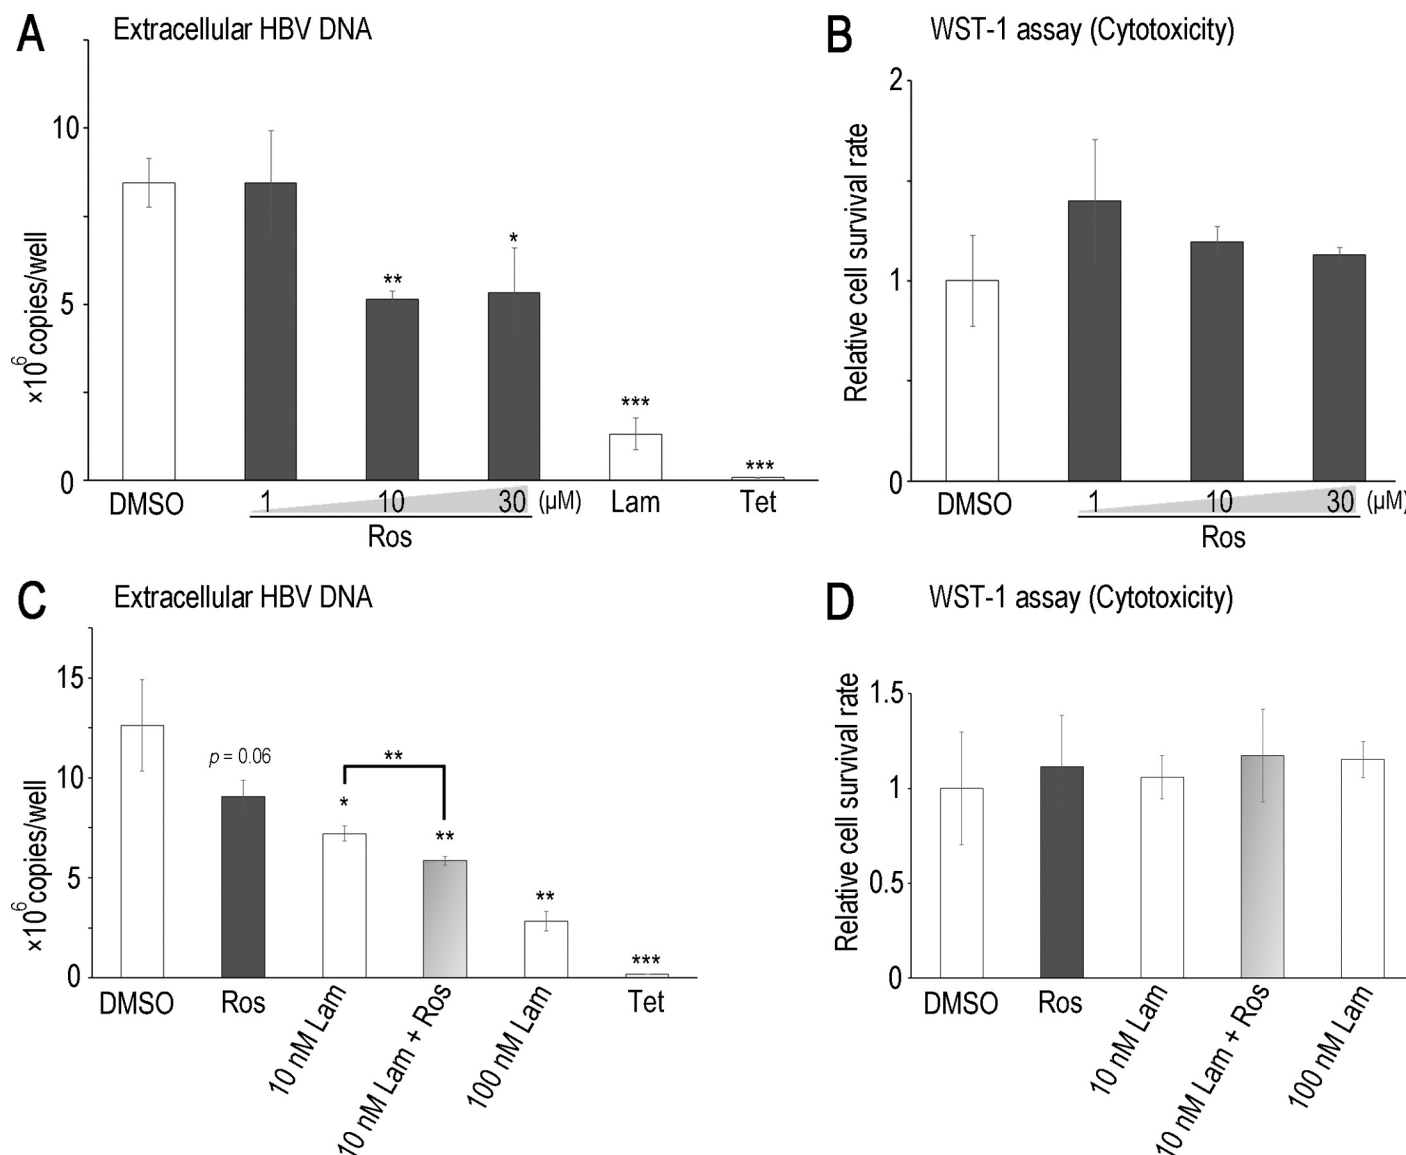 A Extracellular HBV DNA
×10⁶ copies/well
10
5
0
**
*
***
***
DMSO 1 10 30 (μM) Lam Tet
Ros
B WST-1 assay (Cytotoxicity)
Relative cell survival rate
2
1
0
DMSO 1 10 30 (μM)
Ros
C Extracellular HBV DNA
×10⁶ copies/well
15
10
5
0
p = 0.06
**
*
**
**
***
DMSO Ros 10 nM Lam 10 nM Lam + Ros 100 nM Lam Tet
D WST-1 assay (Cytotoxicity)
Relative cell survival rate
1.5
1
0.5
0
DMSO Ros 10 nM Lam 10 nM Lam + Ros 100 nM Lam